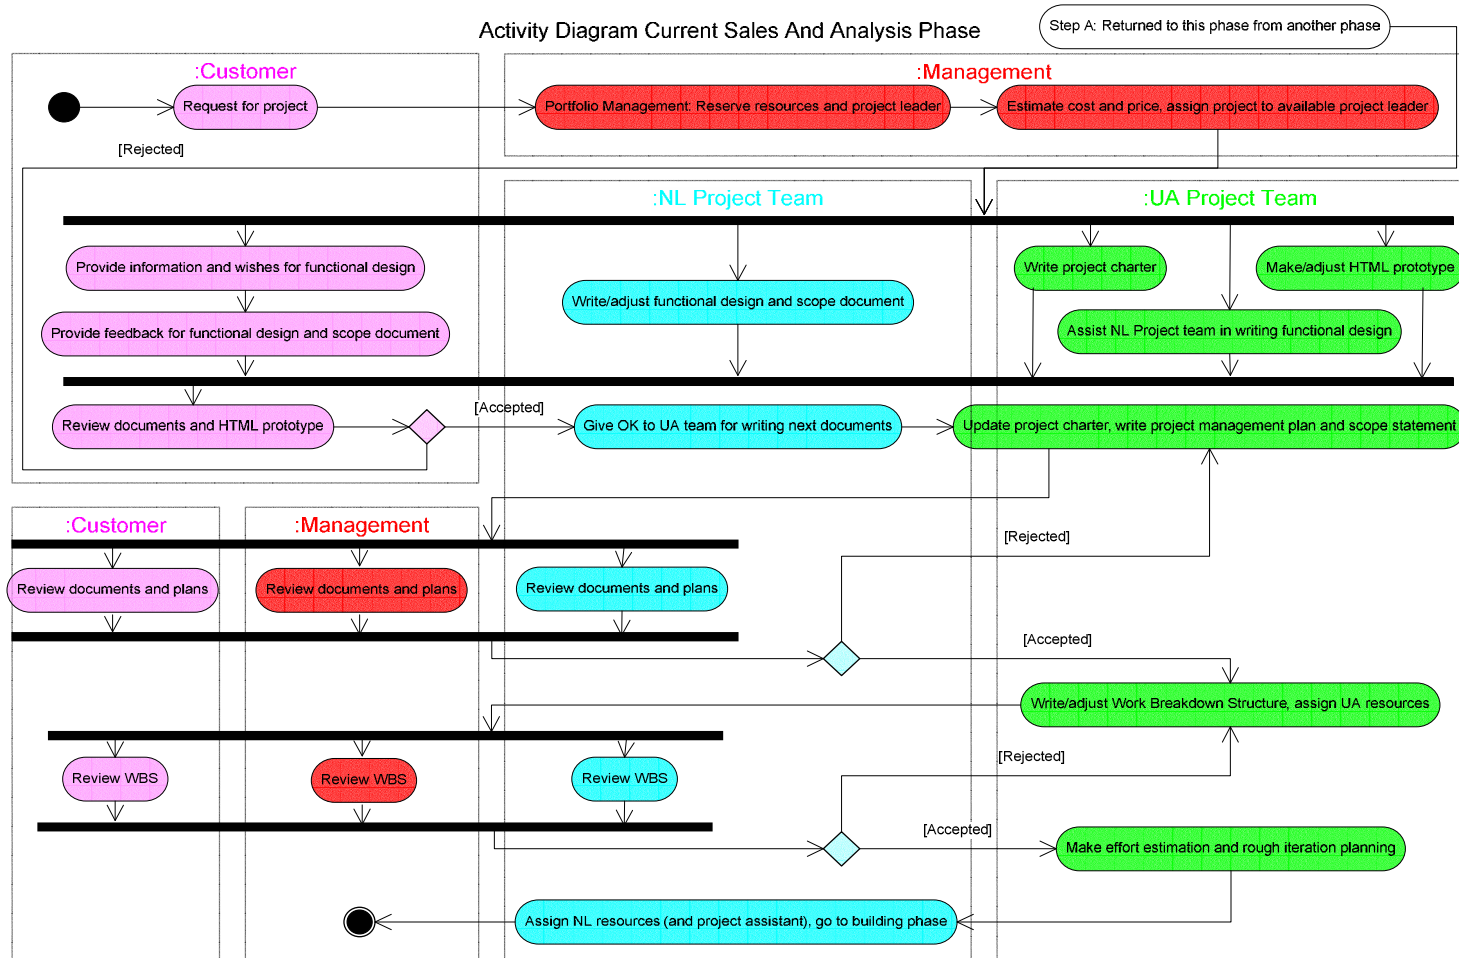 Activity Diagram Current Sales And Analysis Phase
Step A: Returned to this phase from another phase
:Customer
:Management
Request for project
Portfolio Management: Reserve resources and project leader
Estimate cost and price, assign project to available project leader
[Rejected]
:NL Project Team
:UA Project Team
Provide information and wishes for functional design
Write project charter
Make/adjust HTML prototype
Write/adjust functional design and scope document
Provide feedback for functional design and scope document
Assist NL Project team in writing functional design
Review documents and HTML prototype
[Accepted]
Give OK to UA team for writing next documents
Update project charter, write project management plan and scope statement
:Customer
:Management
[Rejected]
Review documents and plans
Review documents and plans
Review documents and plans
[Accepted]
Write/adjust Work Breakdown Structure, assign UA resources
[Rejected]
Review WBS
Review WBS
Review WBS
[Accepted]
Make effort estimation and rough iteration planning
Assign NL resources (and project assistant), go to building phase